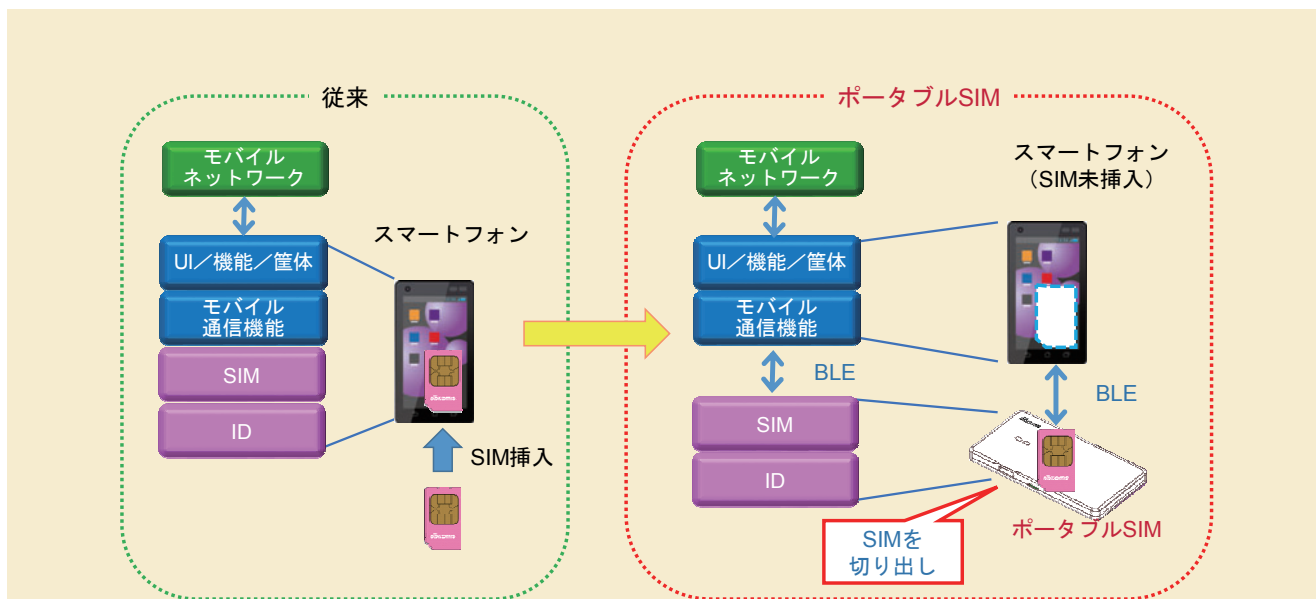 従来
モバイル
ネットワーク
スマートフォン
UI／機能／筐体
モバイル
通信機能
SIM
ID
SIM挿入
ポータブルSIM
モバイル
ネットワーク
スマートフォン
（SIM未挿入）
UI／機能／筐体
モバイル
通信機能
BLE
BLE
SIM
ID
SIMを
切り出し
ポータブルSIM